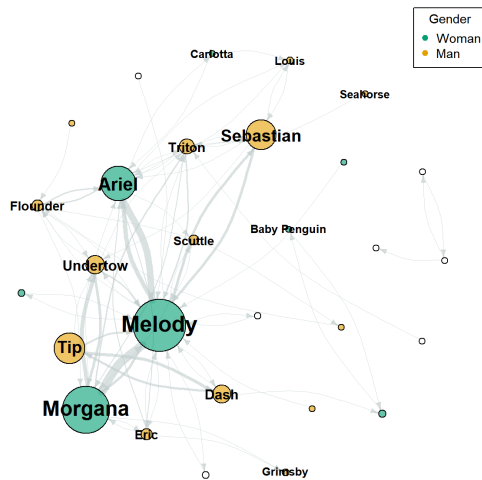 Gender
Woman
Man
Carlotta
Louis
Seahorse
Sebastian
Triton
Ariel
Flounder
Baby Penguin
Scuttle
Undertow
Melody
Tip
Dash
Morgana
Eric
Grimsby